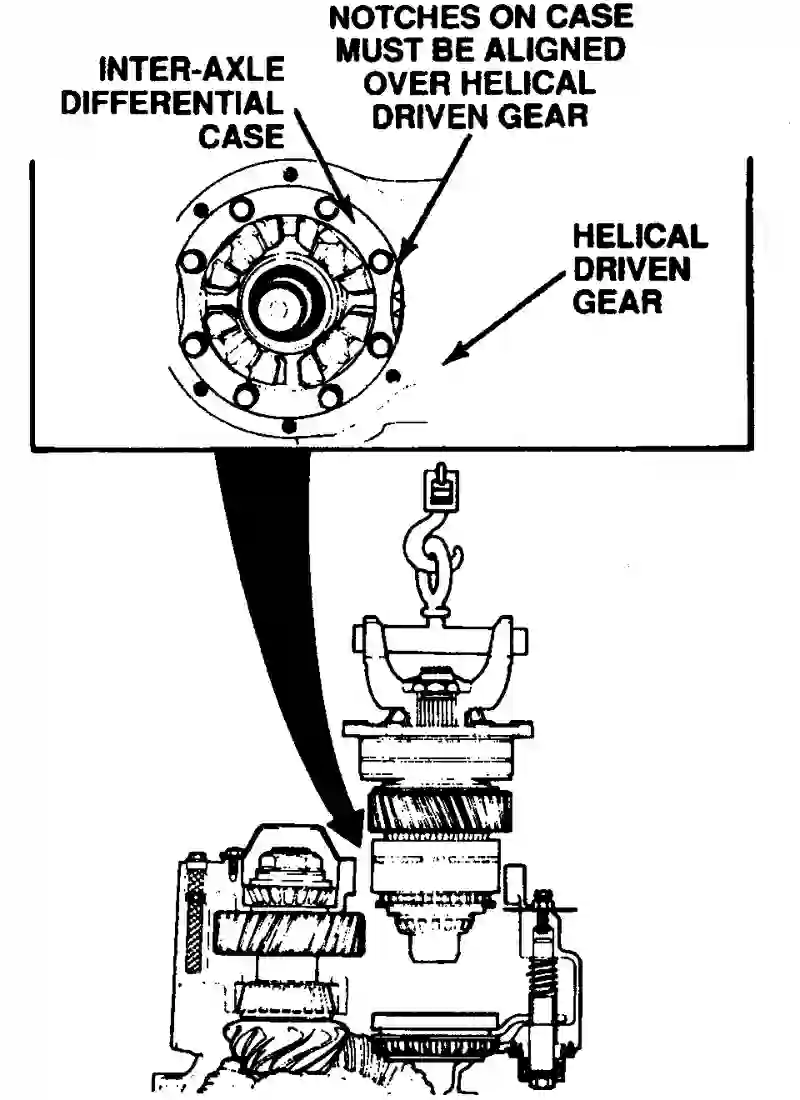 NOTCHES ON CASE
MUST BE ALIGNED
OVER HELICAL
DRIVEN GEAR
INTER-AXLE
DIFFERENTIAL
CASE
HELICAL
DRIVEN
GEAR